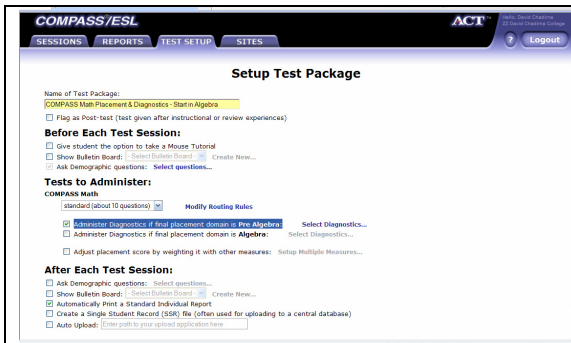 COMPASS/ESL
ACT™
Hello, David Chadima
ZZ David Chadima College
SESSIONS REPORTS TEST SETUP SITES
? Logout
Setup Test Package
Name of Test Package:
COMPASS Math Placement & Diagnostics - Start in Algebra
Flag as Post-test (test given after instructional or review experiences)
Before Each Test Session:
Give student the option to take a Mouse Tutorial
Show Bulletin Board: - Select Bulletin Board - Create New...
Ask Demographic questions: Select questions...
Tests to Administer:
COMPASS Math
standard (about 10 questions) Modify Routing Rules
Administer Diagnostics if final placement domain is Pre Algebra: Select Diagnostics...
Administer Diagnostics if final placement domain is Algebra: Select Diagnostics...
Adjust placement score by weighting it with other measures: Setup Multiple Measures...
After Each Test Session:
Ask Demographic questions: Select questions...
Show Bulletin Board: - Select Bulletin Board - Create New...
Automatically Print a Standard Individual Report
Create a Single Student Record (SSR) file (often used for uploading to a central database)
Auto Upload: Enter path to your upload application here